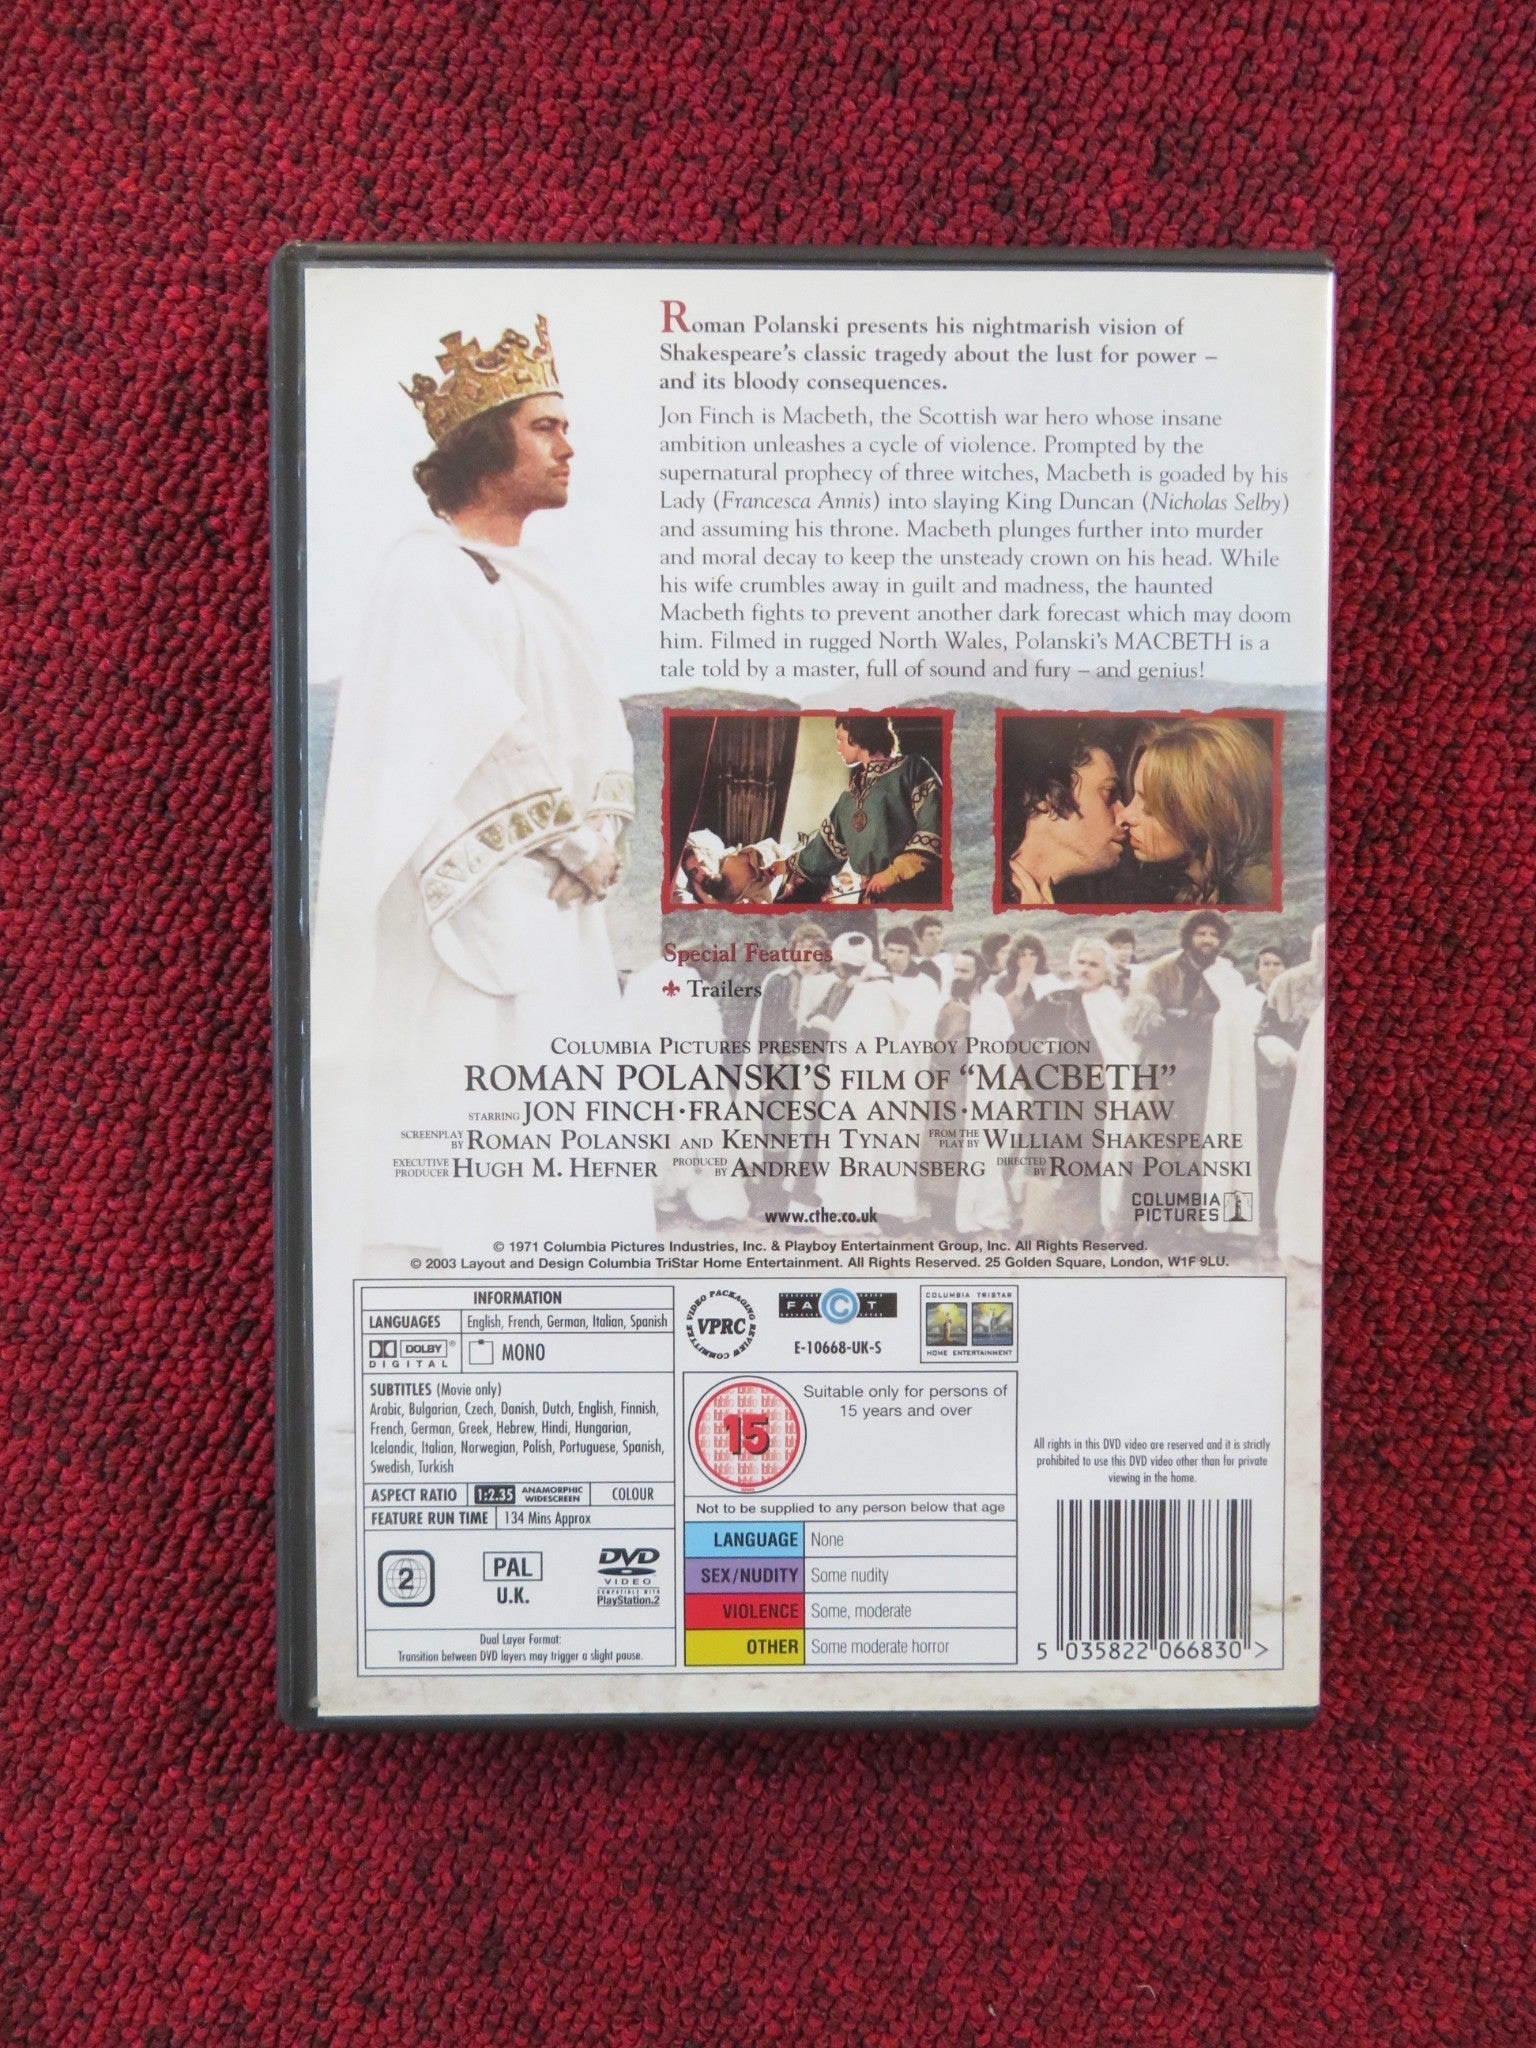 Roman Polanski presents his nightmarish vision of
Shakespeare's classic tragedy about the lust for power –
and its bloody consequences.
Jon Finch is Macbeth, the Scottish war hero whose insane
ambition unleashes a cycle of violence. Prompted by the
supernatural prophecy of three witches, Macbeth is goaded by his
Lady (Francesca Annis) into slaying King Duncan (Nicholas Selby)
and assuming his throne. Macbeth plunges further into murder
and moral decay to keep the unsteady crown on his head. While
his wife crumbles away in guilt and madness, the haunted
Macbeth fights to prevent another dark forecast which may doom
him. Filmed in rugged North Wales, Polanski's MACBETH is a
tale told by a master, full of sound and fury – and genius!
Special Features
Trailers
COLUMBIA PICTURES PRESENTS A PLAYBOY PRODUCTION
ROMAN POLANSKI'S FILM OF "MACBETH"
STARRING JON FINCH · FRANCESCA ANNIS · MARTIN SHAW
SCREENPLAY BY ROMAN POLANSKI AND KENNETH TYNAN FROM THE PLAY BY WILLIAM SHAKESPEARE
EXECUTIVE PRODUCER HUGH M. HEFNER PRODUCED BY ANDREW BRAUNSBERG DIRECTED BY ROMAN POLANSKI
www.cthe.co.uk
COLUMBIA
PICTURES
© 1971 Columbia Pictures Industries, Inc. & Playboy Entertainment Group, Inc. All Rights Reserved.
© 2003 Layout and Design Columbia TriStar Home Entertainment. All Rights Reserved. 25 Golden Square, London, W1F 9LU.
INFORMATION
LANGUAGES English, French, German, Italian, Spanish
DOLBY ®
DIGITAL
MONO
SUBTITLES (Movie only)
Arabic, Bulgarian, Czech, Danish, Dutch, English, Finnish,
French, German, Greek, Hebrew, Hindi, Hungarian,
Icelandic, Italian, Norwegian, Polish, Portuguese, Spanish,
Swedish, Turkish
ASPECT RATIO 1:2.35 ANAMORPHIC WIDESCREEN COLOUR
FEATURE RUN TIME 134 Mins Approx
2
PAL
U.K.
DVD
VIDEO
COMPATIBLE WITH
PlayStation.2
Dual Layer Format:
Transition between DVD layers may trigger a slight pause.
VIDEO PACKAGING REVIEW COMMITTEE
VPRC
FACT
E-10668-UK-S
COLUMBIA TRISTAR
HOME ENTERTAINMENT
15
Suitable only for persons of
15 years and over
Not to be supplied to any person below that age
LANGUAGE None
SEX/NUDITY Some nudity
VIOLENCE Some, moderate
OTHER Some moderate horror
All rights in this DVD video are reserved and it is strictly
prohibited to use this DVD video other than for private
viewing in the home.
5 035822 066830 >